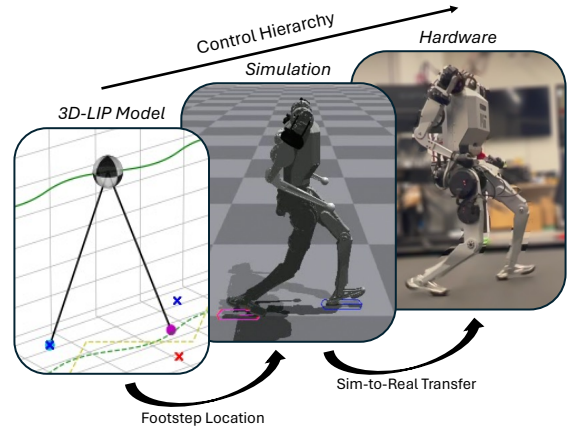 Control Hierarchy
Hardware
Simulation
3D-LIP Model
Sim-to-Real Transfer
Footstep Location